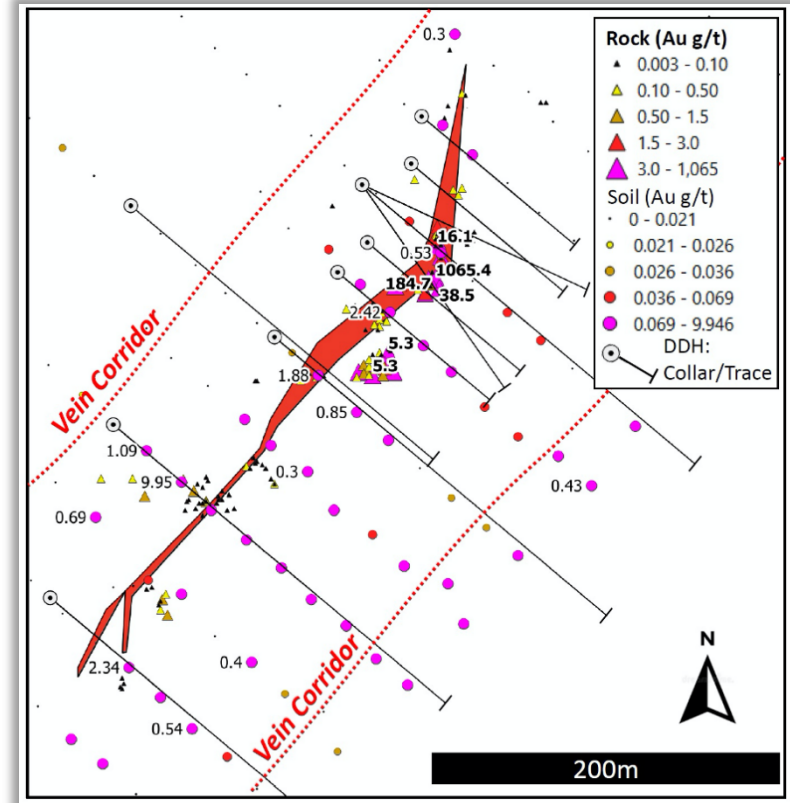 Rock (Au g/t)
0.003 - 0.10
0.10 - 0.50
0.50 - 1.5
1.5 - 3.0
3.0 - 1,065
Soil (Au g/t)
0 - 0.021
0.021 - 0.026
0.026 - 0.036
0.036 - 0.069
0.069 - 9.946
DDH:
Collar/Trace
0.3
16.1
0.53
1065.4
184.7
38.5
2.42
5.3
5.3
1.88
0.85
Vein Corridor
1.09
9.95
0.3
0.43
0.69
2.34
0.4
0.54
Vein Corridor
N
200m